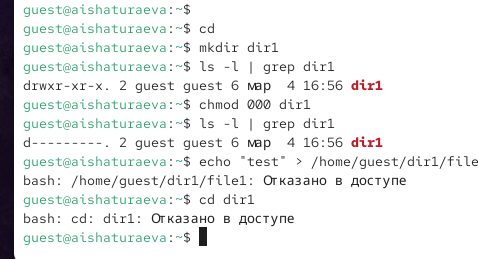 guest@aishaturaeva:~$
guest@aishaturaeva:~$ cd
guest@aishaturaeva:~$ mkdir dir1
guest@aishaturaeva:~$ ls -l | grep dir1
drwxr-xr-x. 2 guest guest 6 мар  4 16:56 dir1
guest@aishaturaeva:~$ chmod 000 dir1
guest@aishaturaeva:~$ ls -l | grep dir1
d---------. 2 guest guest 6 мар  4 16:56 dir1
guest@aishaturaeva:~$ echo "test" > /home/guest/dir1/file
bash: /home/guest/dir1/file1: Отказано в доступе
guest@aishaturaeva:~$ cd dir1
bash: cd: dir1: Отказано в доступе
guest@aishaturaeva:~$